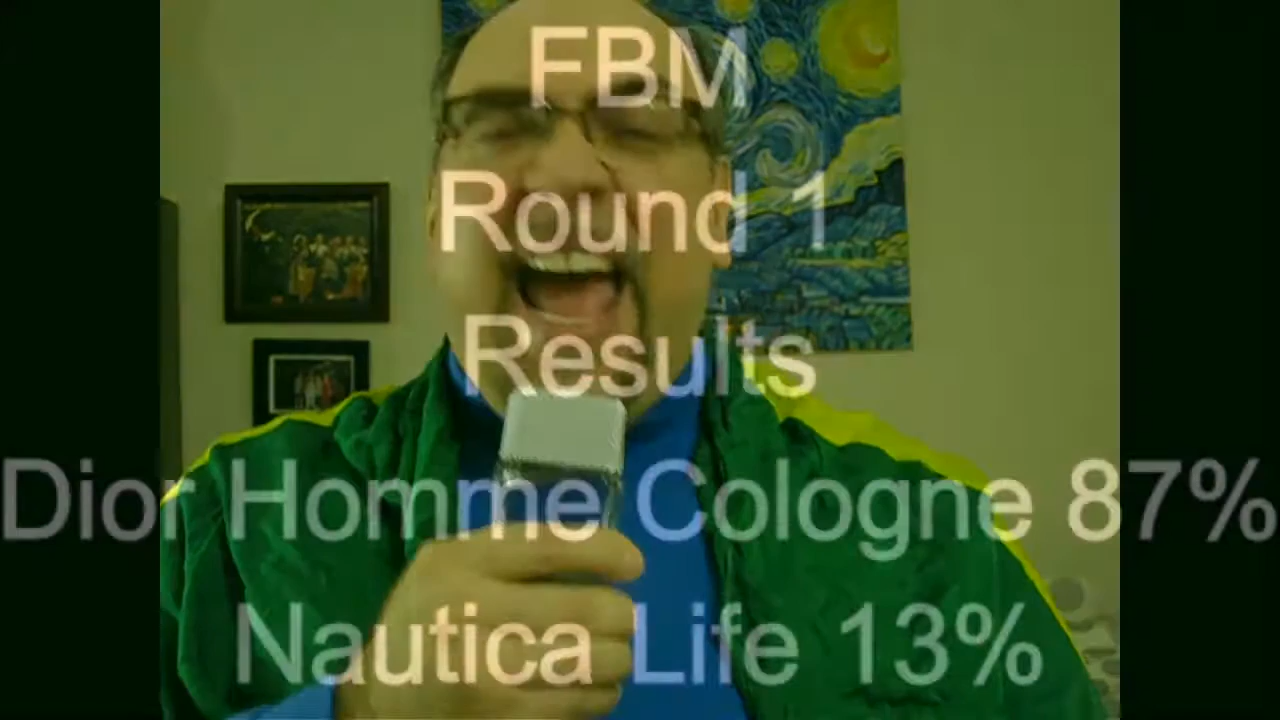 FBM
Round 1
Results
Dior Homme Cologne 87%
Nautica Life 13%